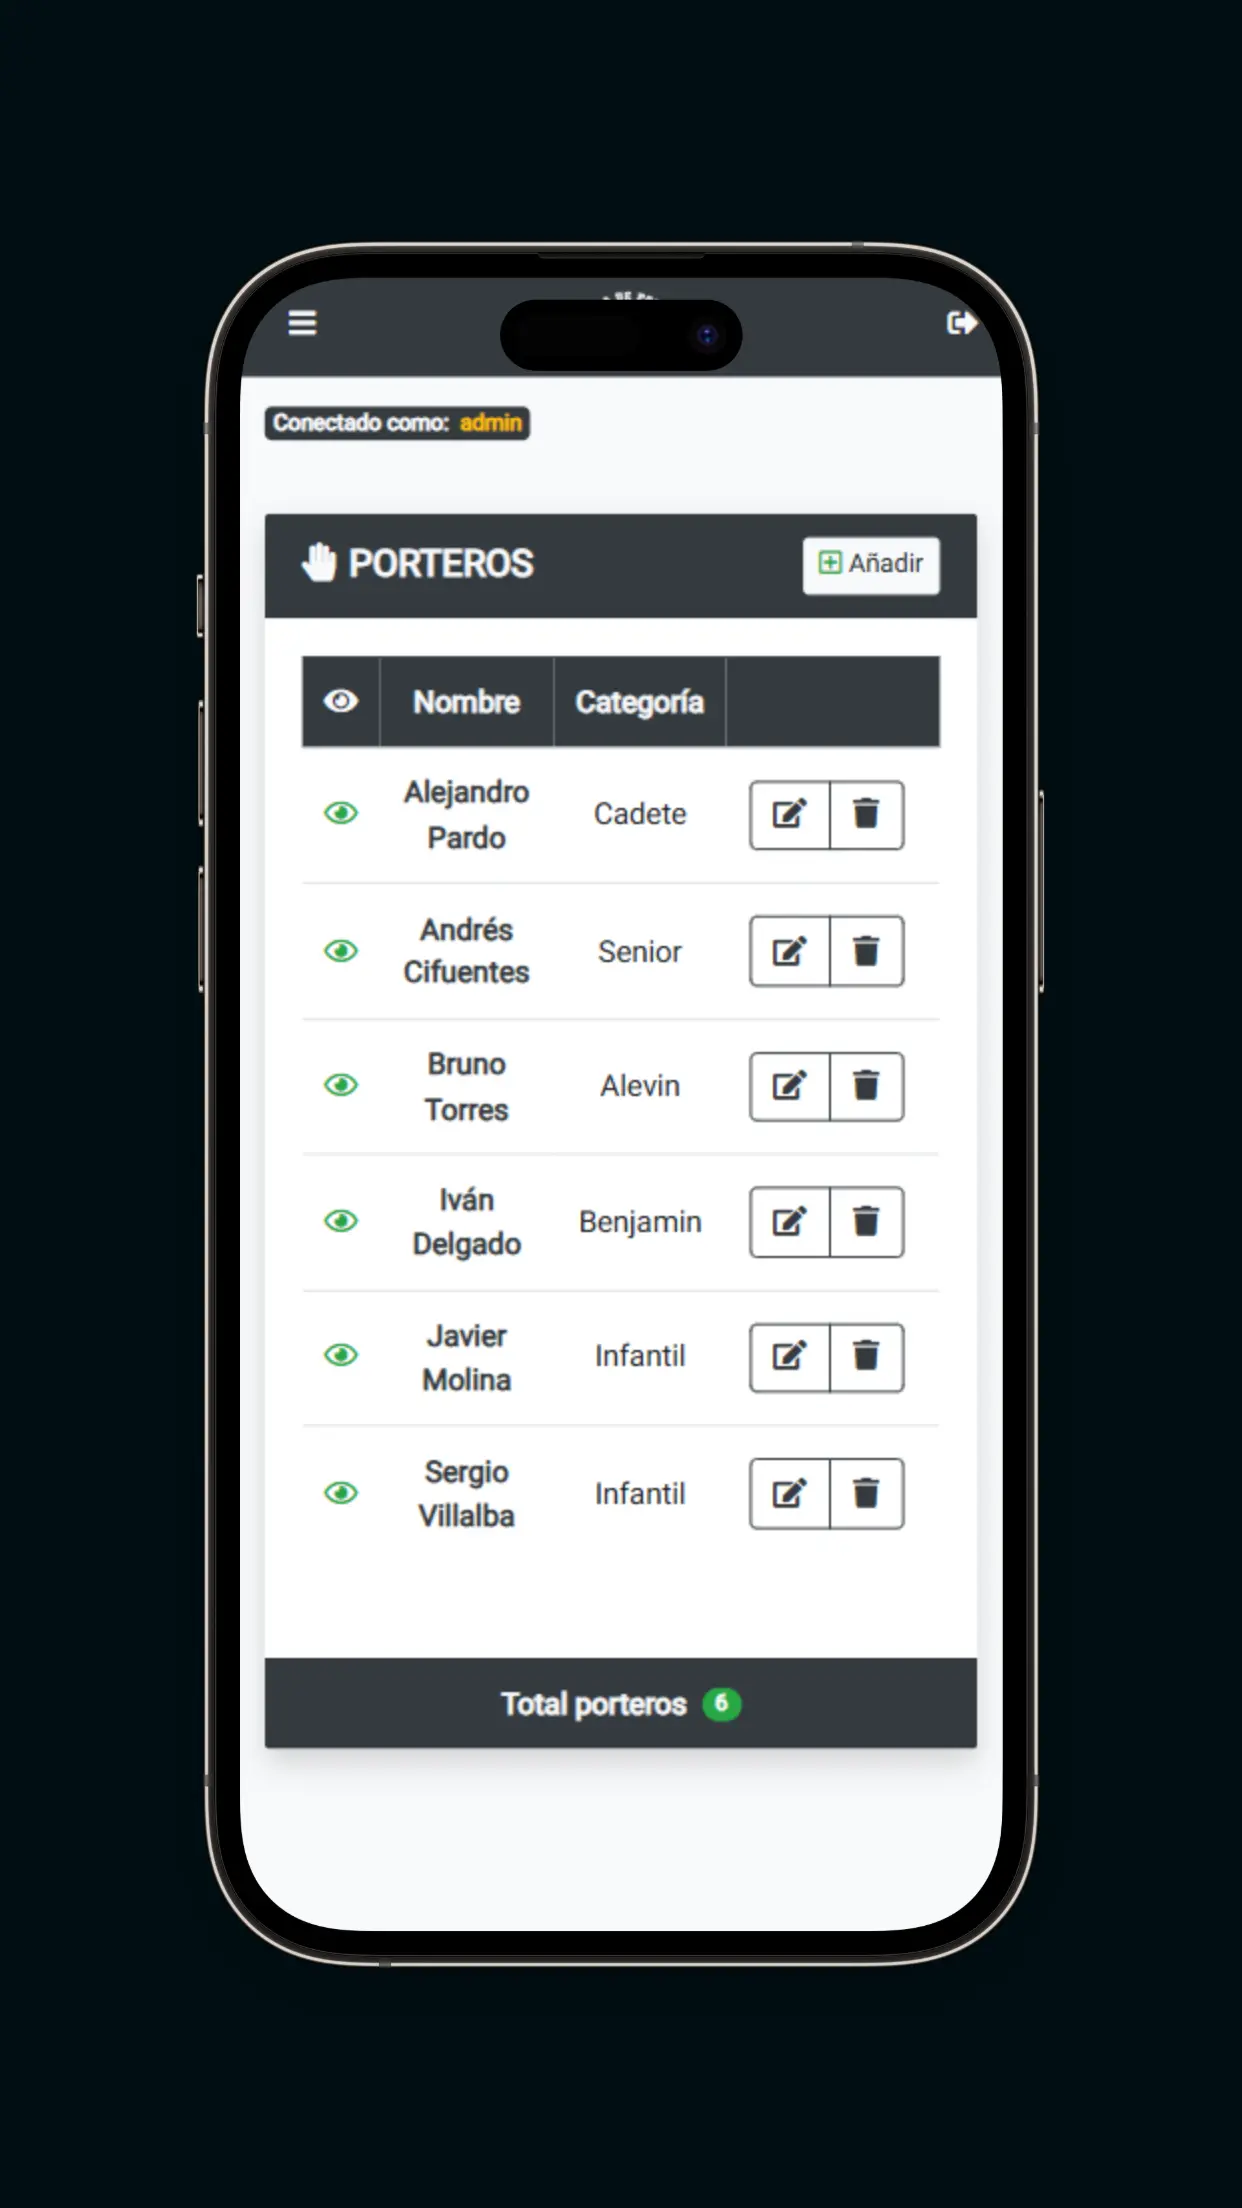 Conectado como: admin
PORTEROS
Añadir
Nombre Categoría
Alejandro
Pardo
Cadete
Andrés
Cifuentes
Senior
Bruno
Torres
Alevin
Iván
Delgado
Benjamin
Javier
Molina
Infantil
Sergio
Villalba
Infantil
Total porteros 6